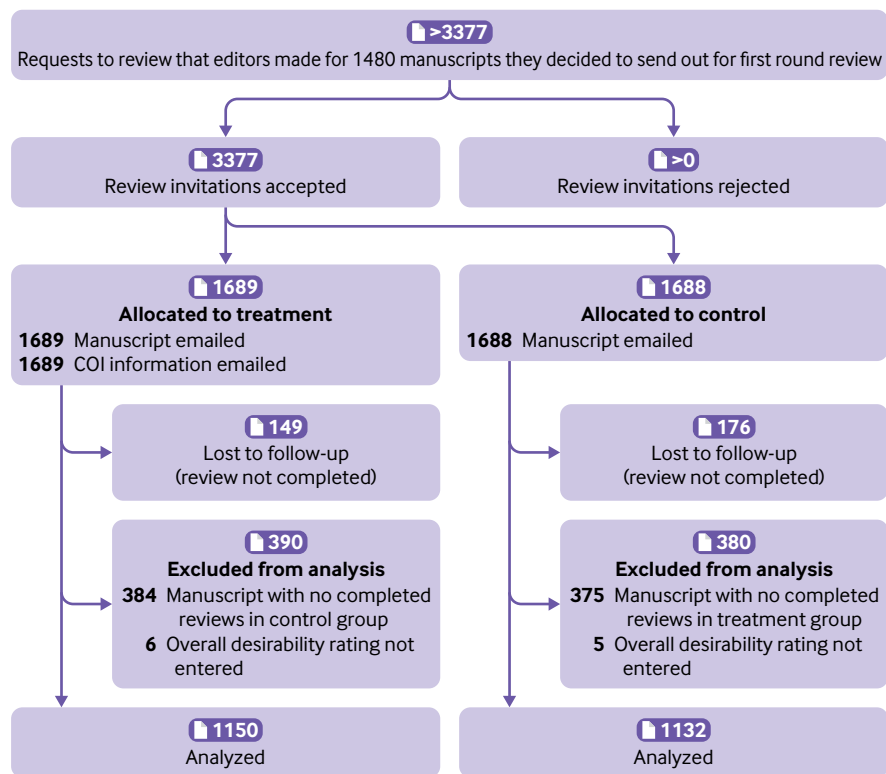 >3377
Requests to review that editors made for 1480 manuscripts they decided to send out for first round review
3377
Review invitations accepted
>0
Review invitations rejected
1689
Allocated to treatment
1689 Manuscript emailed
1689 COI information emailed
1688
Allocated to control
1688 Manuscript emailed
149
Lost to follow-up
(review not completed)
176
Lost to follow-up
(review not completed)
390
Excluded from analysis
384 Manuscript with no completed
reviews in control group
6 Overall desirability rating not
entered
380
Excluded from analysis
375 Manuscript with no completed
reviews in treatment group
5 Overall desirability rating not
entered
1150
Analyzed
1132
Analyzed